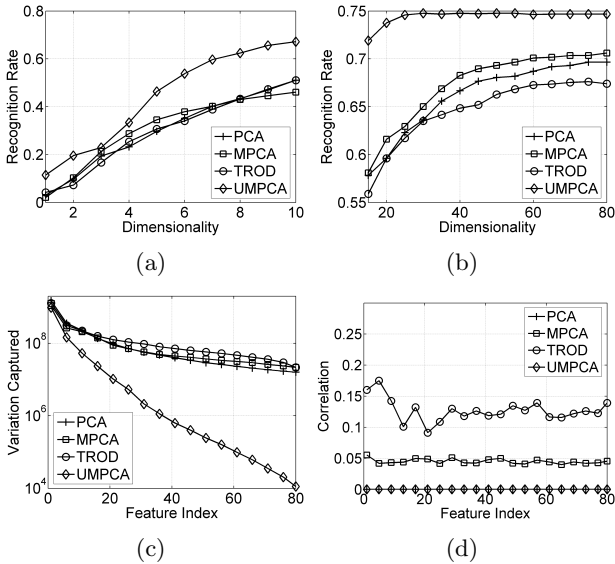 0.8
0.6
0.4
0.2
0
Recognition Rate
2 4 6 8 10
Dimensionality
PCA
MPCA
TROD
UMPCA
(a)
0.75
0.7
0.65
0.6
0.55
Recognition Rate
20 40 60 80
Dimensionality
PCA
MPCA
TROD
UMPCA
(b)
10^8
10^6
10^4
Variation Captured
0 20 40 60 80
Feature Index
PCA
MPCA
TROD
UMPCA
(c)
0.25
0.2
0.15
0.1
0.05
0
Correlation
0 20 40 60 80
Feature Index
PCA
MPCA
TROD
UMPCA
(d)